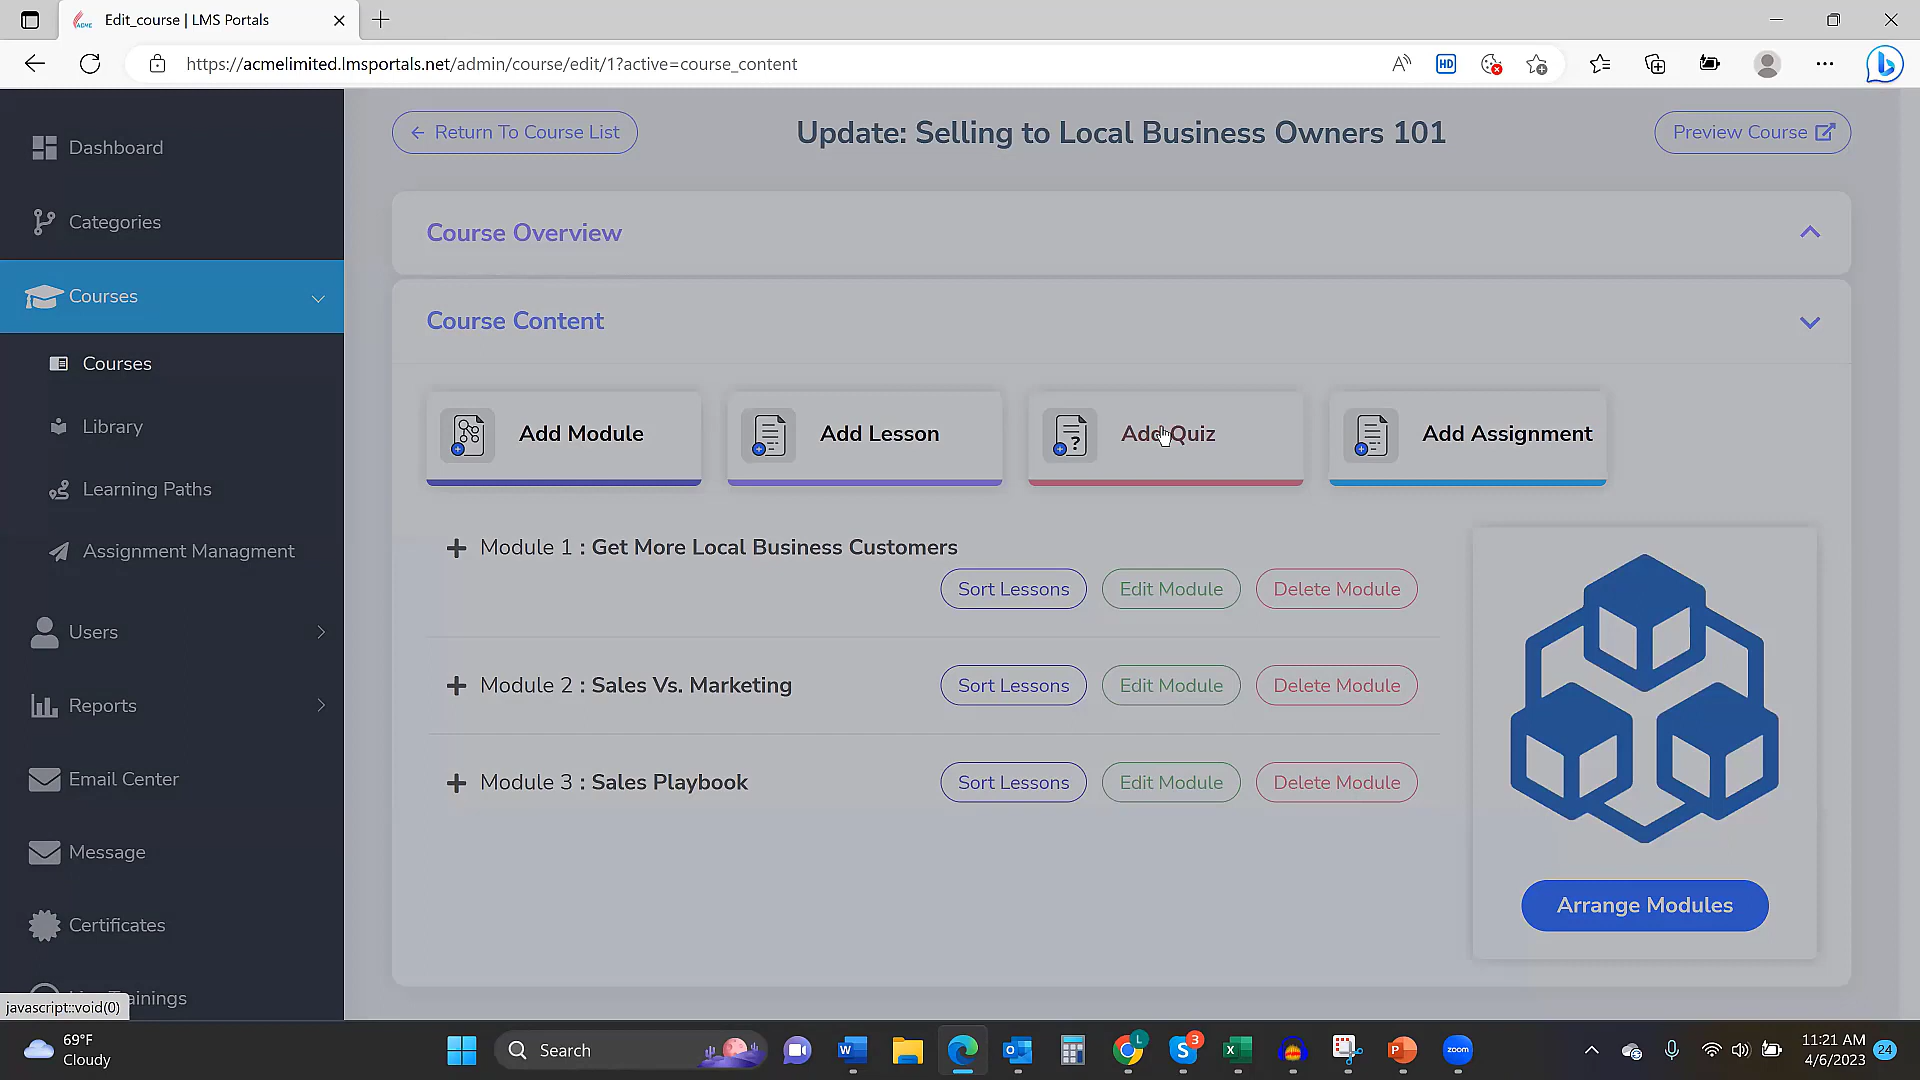 Edit_course | LMS Portals
https://acmelimited.lmsportals.net/admin/course/edit/1?active=course_content
HD
Dashboard
Categories
Courses
Courses
Library
Learning Paths
Assignment Managment
Users
Reports
Email Center
Message
Certificates
Trainings
javascript::void(0)
Return To Course List
Update: Selling to Local Business Owners 101
Preview Course
Course Overview
Course Content
Add Module
Add Lesson
Add Quiz
Add Assignment
Module 1 : Get More Local Business Customers
Sort Lessons Edit Module Delete Module
Module 2 : Sales Vs. Marketing Sort Lessons Edit Module Delete Module
Module 3 : Sales Playbook Sort Lessons Edit Module Delete Module
Arrange Modules
69°F
Cloudy
Search
L
3
zoom
11:21 AM
4/6/2023
24